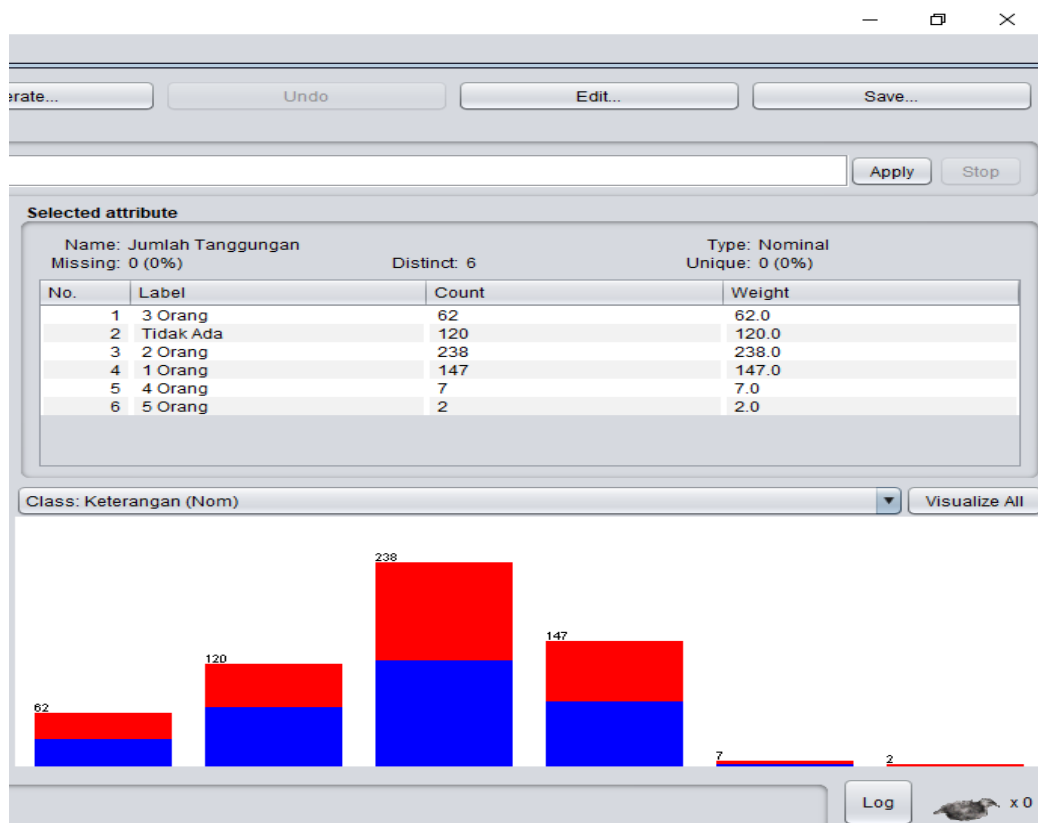 erate... Undo Edit... Save...
Apply Stop
Selected attribute
Name: Jumlah Tanggungan Type: Nominal
Missing: 0 (0%) Distinct: 6 Unique: 0 (0%)
No. Label Count Weight
1 3 Orang 62 62.0
2 Tidak Ada 120 120.0
3 2 Orang 238 238.0
4 1 Orang 147 147.0
5 4 Orang 7 7.0
6 5 Orang 2 2.0
Class: Keterangan (Nom) Visualize All
238
147
120
62
7 2
Log x 0